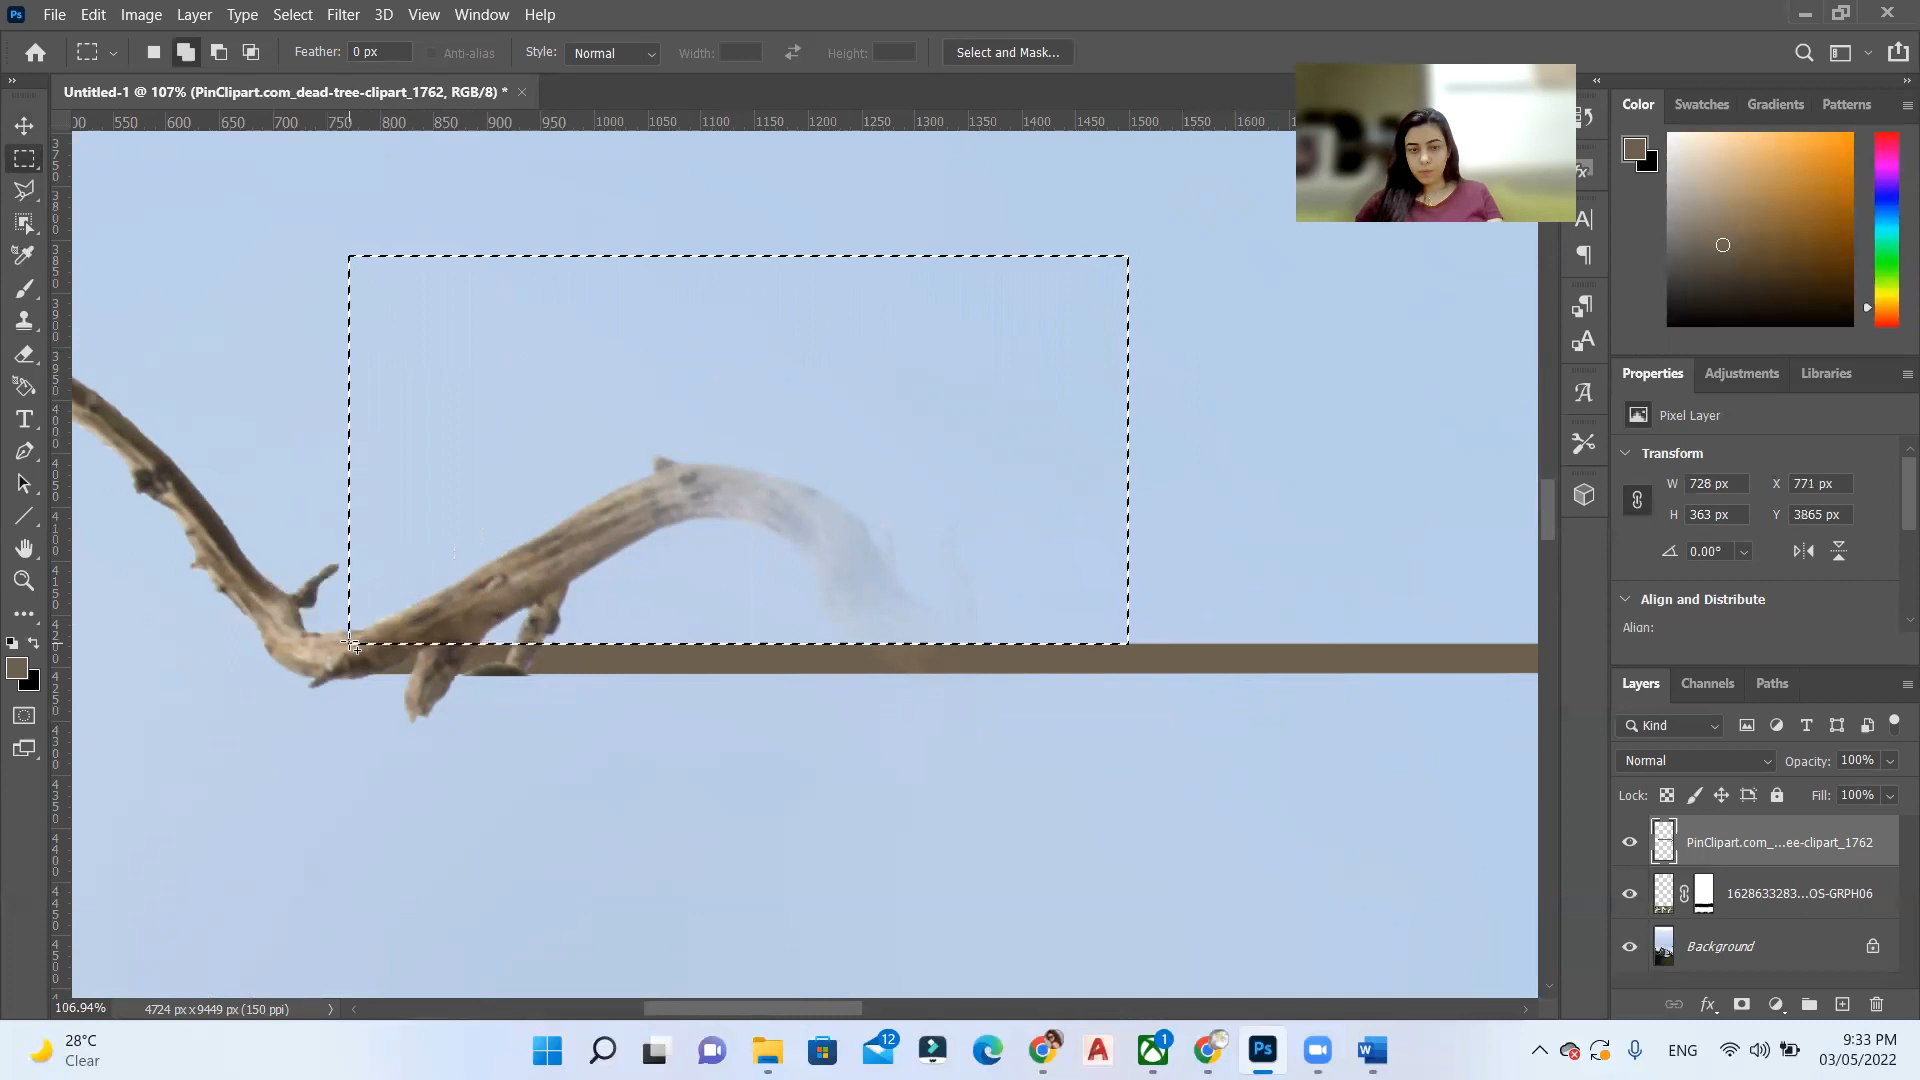 File Edit Image Layer Type Select Filter 3D View Window Help
Feather: 0 px Anti-alias Style: Normal Width: Height: Select and Mask...
Untitled-1 @ 107% (PinClipart.com_dead-tree-clipart_1762, RGB/8) *
550 600 650 700 750 800 850 900 950 1000 1050 1100 1150 1200 1250 1300 1350 1400 1450 1500 1550 1600
Color Swatches Gradients Patterns
Properties Adjustments Libraries
Pixel Layer
Transform
W 728 px X 771 px
H 363 px Y 3865 px
0.00°
Align and Distribute
Align:
Layers Channels Paths
Kind
Normal Opacity: 100%
Lock: Fill: 100%
PinClipart.com_...ee-clipart_1762
1628633283...OS-GRPH06
Background
106.94% 4724 px x 9449 px (150 ppi)
28°C
Clear
12
1
ENG
9:33 PM
03/05/2022